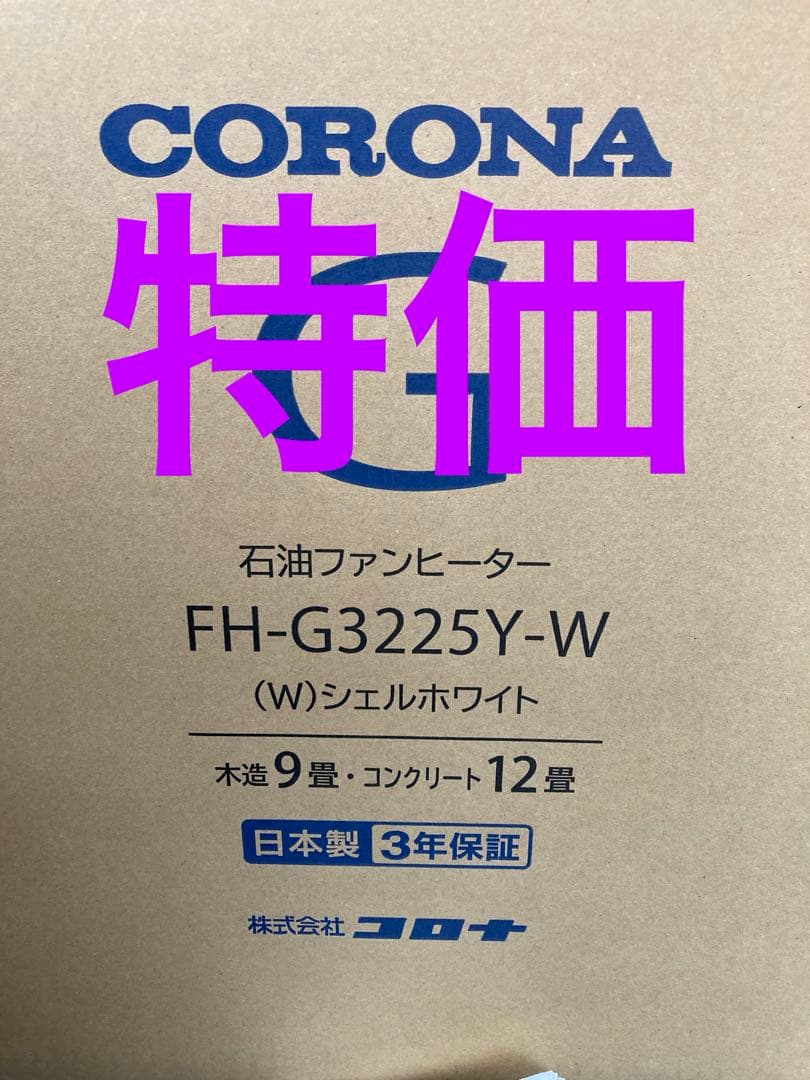 CORONA
特価
G
石油ファンヒーター
FH-G3225Y-W
(W)シェルホワイト
木造9畳・コンクリート12畳
日本製 3年保証
株式会社 コロナ